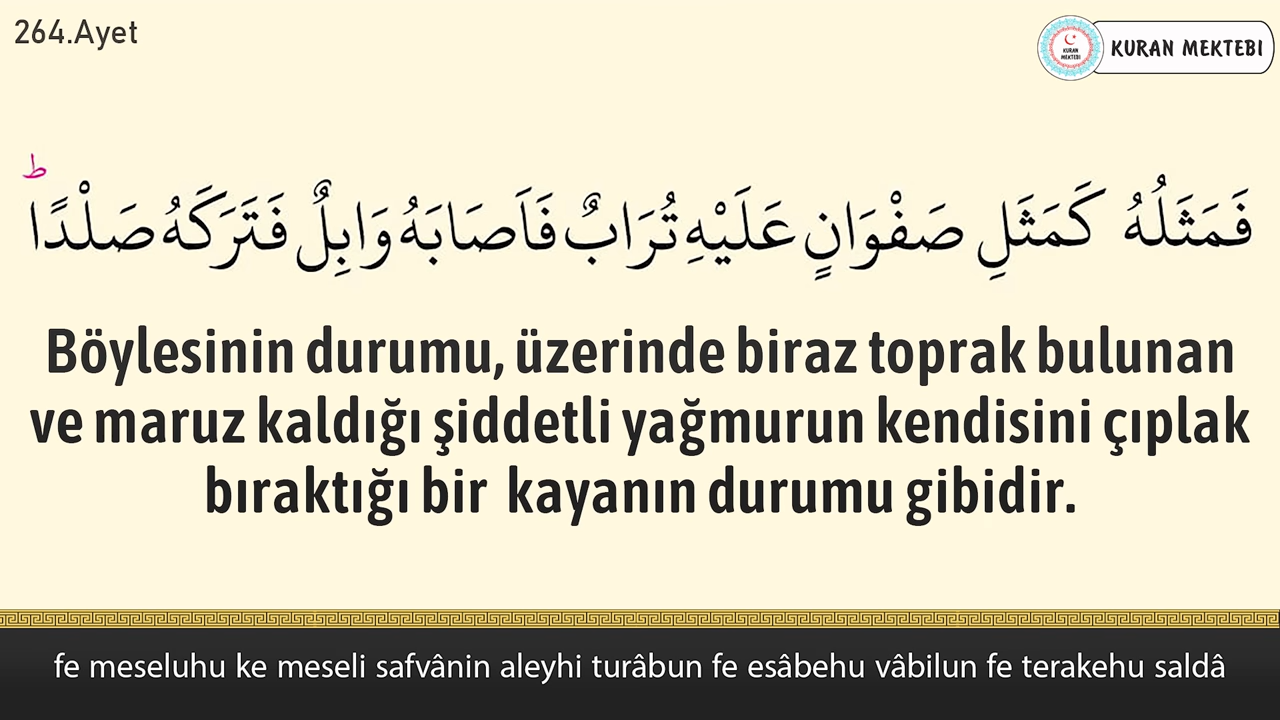 264.Ayet
KURAN MEKTEBI
KURAN
MEKTEBİ
ط
فَمَثَلُهُ كَمَثَلِ صَفْوَانٍ عَلَيْهِ تُرَابٌ فَاَصَابَهُ وَابِلٌ فَتَرَكَهُ صَلْدًا
Böylesinin durumu, üzerinde biraz toprak bulunan
ve maruz kaldığı şiddetli yağmurun kendisini çıplak
bıraktığı bir kayanın durumu gibidir.
fe meseluhu ke meseli safvânin aleyhi turâbun fe esâbehu vâbilun fe terakehu saldâ